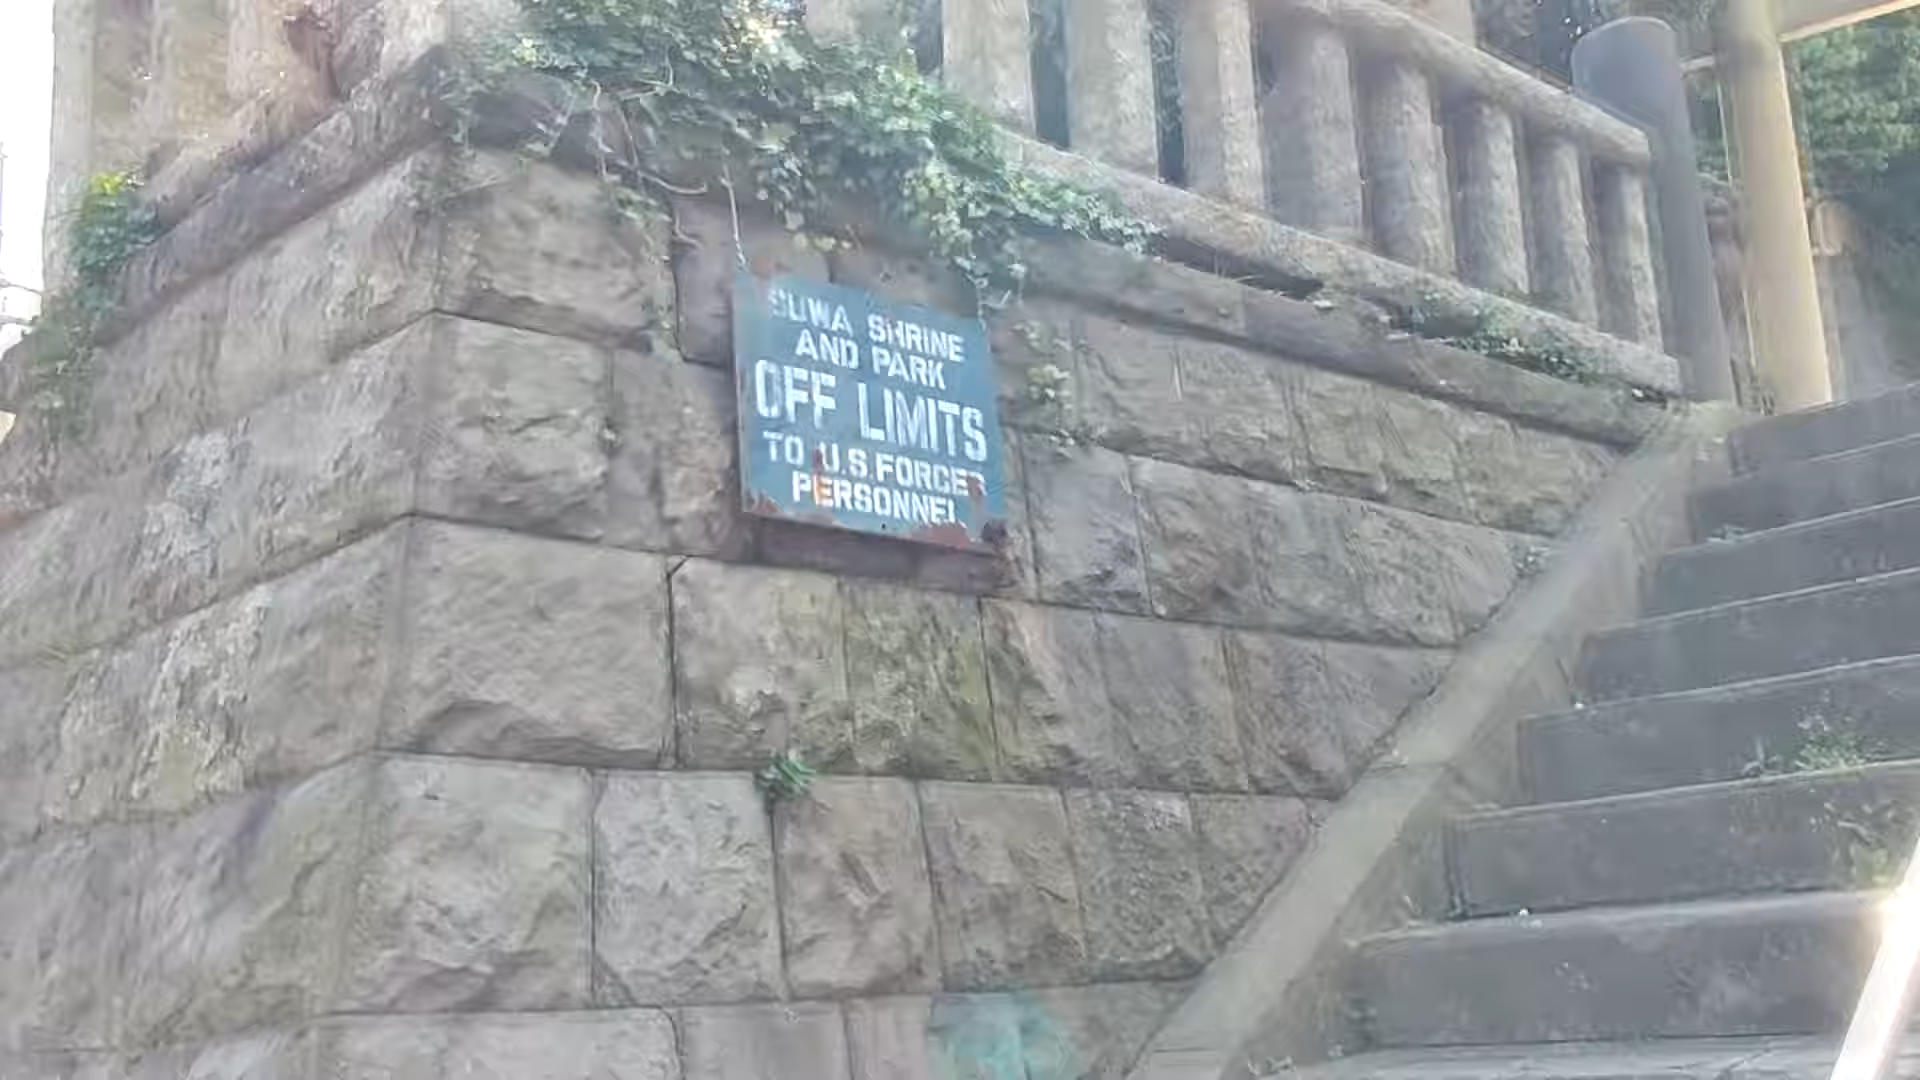 SUWA SHRINE
AND PARK
OFF LIMITS
TO U.S. FORCES
PERSONNEL